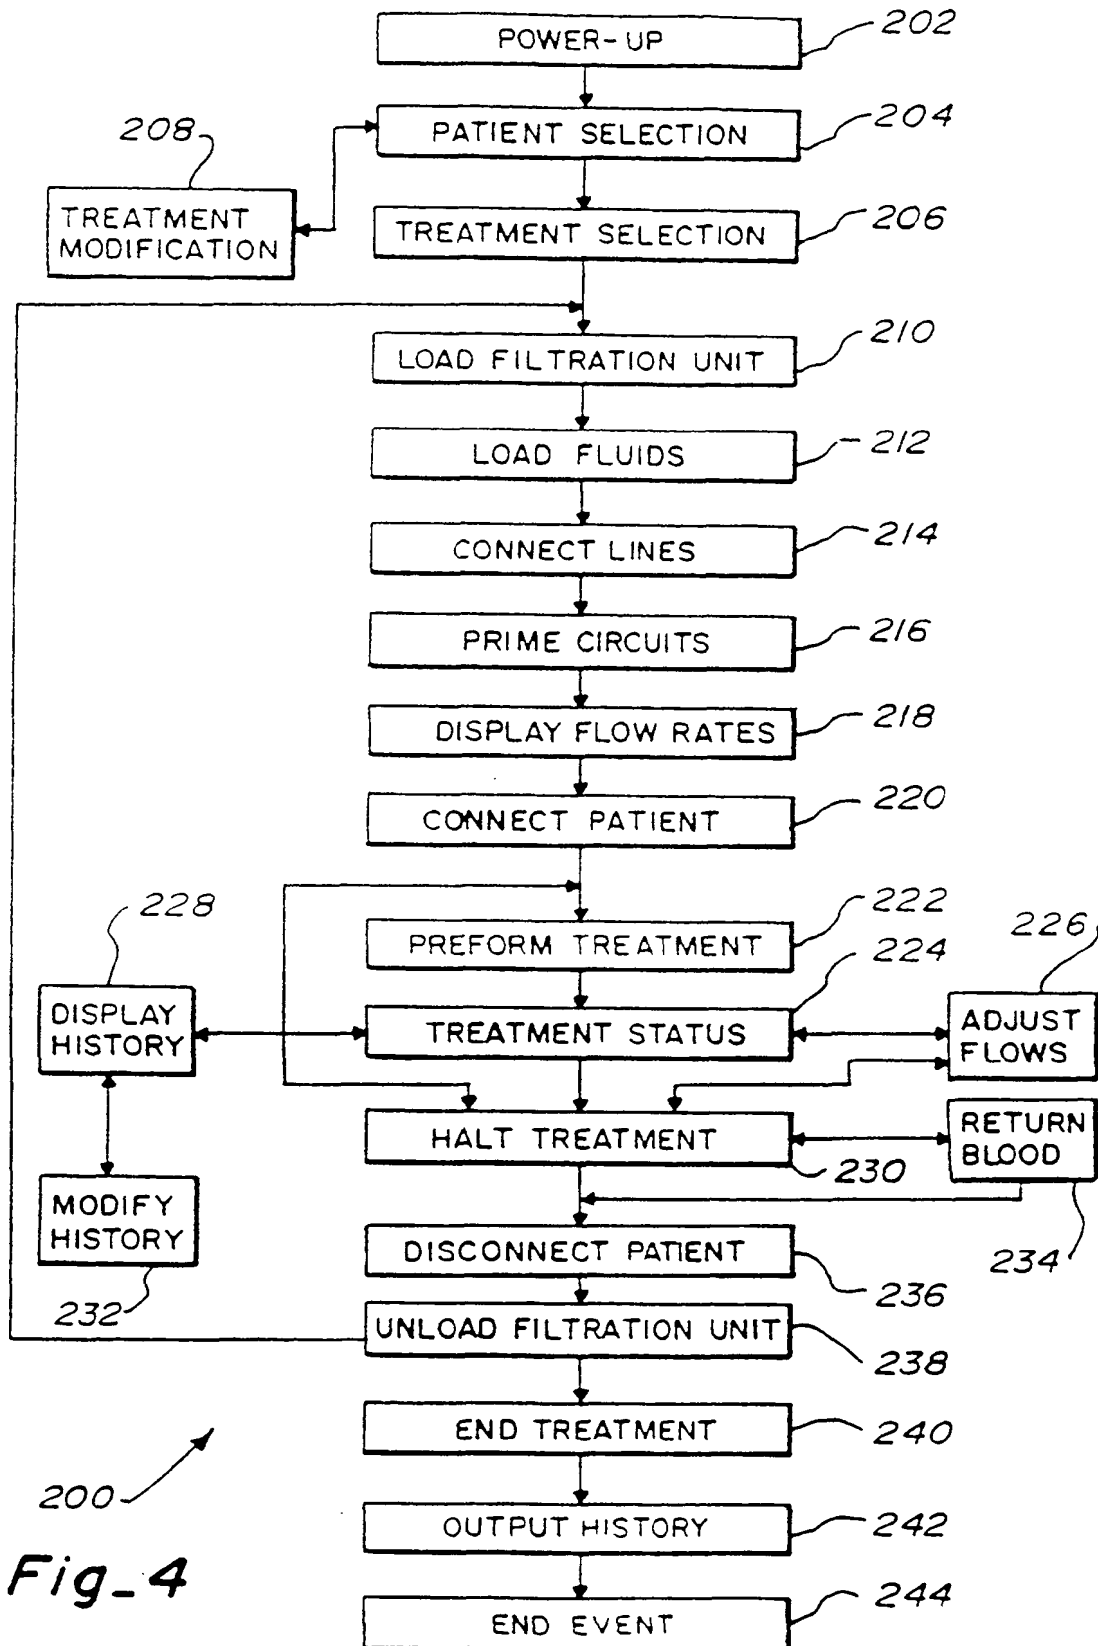 POWER-UP
202
PATIENT SELECTION
204
208
TREATMENT
MODIFICATION
TREATMENT SELECTION
206
LOAD FILTRATION UNIT
210
LOAD FLUIDS
212
CONNECT LINES
214
PRIME CIRCUITS
216
DISPLAY FLOW RATES
218
CONNECT PATIENT
220
228
PREFORM TREATMENT
222
226
DISPLAY
HISTORY
TREATMENT STATUS
224
ADJUST
FLOWS
HALT TREATMENT
230
RETURN
BLOOD
234
MODIFY
HISTORY
232
DISCONNECT PATIENT
236
UNLOAD FILTRATION UNIT
238
END TREATMENT
240
200
OUTPUT HISTORY
242
Fig_4
END EVENT
244